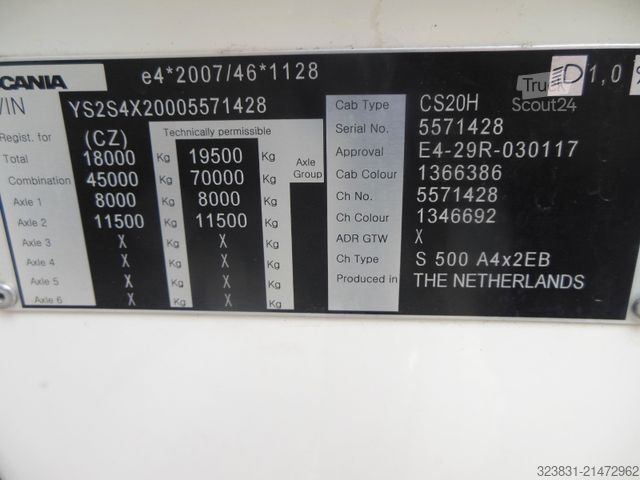 SCANIA e4*2007/46*1128 1,0 %
VIN YS2S4X20005571428
Truck Scout24
Regist. for (CZ) Technically permissible
Total 18000 Kg 19500 Kg Axle Group
Combination 45000 Kg 70000 Kg
Axle 1 8000 Kg 8000 Kg
Axle 2 11500 Kg 11500 Kg
Axle 3 X Kg X Kg
Axle 4 X Kg X Kg
Axle 5 X Kg X Kg
Axle 6 X Kg X Kg
Cab Type CS20H
Serial No. 5571428
Approval E4-29R-030117
Cab Colour 1366386
Ch No. 5571428
Ch Colour 1346692
ADR GTW X
Ch Type S 500 A4x2EB
Produced in THE NETHERLANDS
323831-21472962